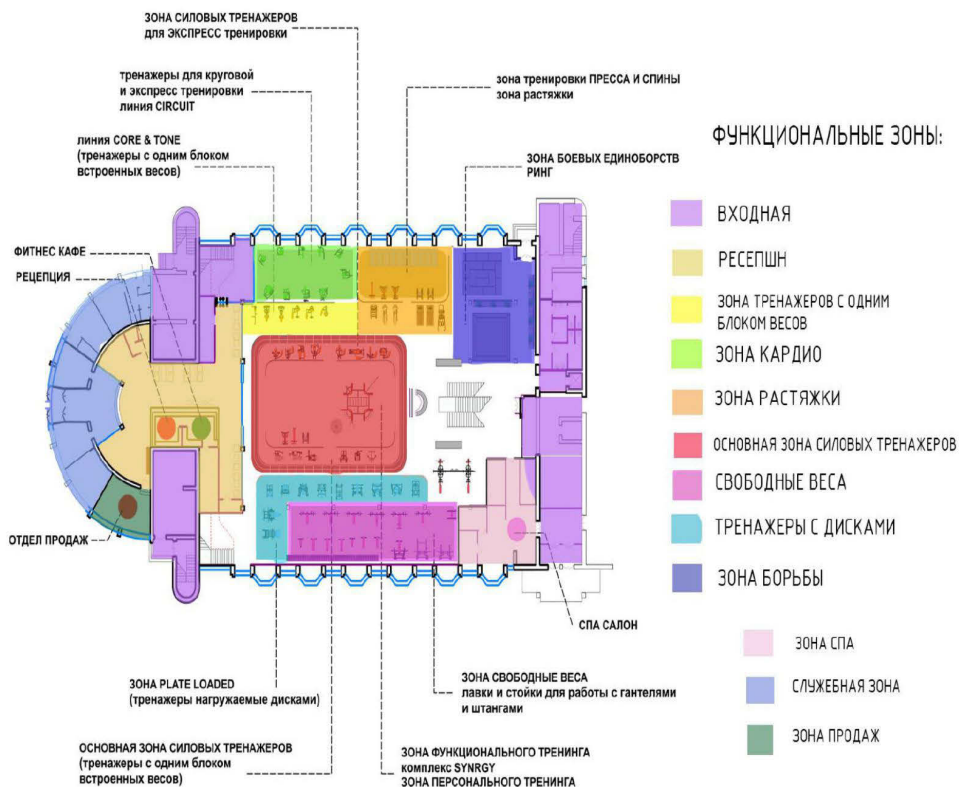 ЗОНА СИЛОВЫХ ТРЕНАЖЕРОВ
для ЭКСПРЕСС тренировки
тренажеры для круговой
и экспресс тренировки
линия CIRCUIT
зона тренировки ПРЕССА И СПИНЫ
зона растяжки
линия CORE & TONE
(тренажеры с одним блоком
встроенных весов)
ЗОНА БОЕВЫХ ЕДИНОБОРСТВ
РИНГ
ФИТНЕС КАФЕ
РЕЦЕПЦИЯ
ОТДЕЛ ПРОДАЖ
СПА САЛОН
ЗОНА PLATE LOADED
(тренажеры нагружаемые дисками)
ЗОНА СВОБОДНЫЕ ВЕСА
лавки и стойки для работы с гантелями
и штангами
ОСНОВНАЯ ЗОНА СИЛОВЫХ ТРЕНАЖЕРОВ
(тренажеры с одним блоком
встроенных весов)
ЗОНА ФУНКЦИОНАЛЬНОГО ТРЕНИНГА
комплекс SYNRGY
ЗОНА ПЕРСОНАЛЬНОГО ТРЕНИНГА
ФУНКЦИОНАЛЬНЫЕ ЗОНЫ:
ВХОДНАЯ
РЕСЕПШН
ЗОНА ТРЕНАЖЕРОВ С ОДНИМ
БЛОКОМ ВЕСОВ
ЗОНА КАРДИО
ЗОНА РАСТЯЖКИ
ОСНОВНАЯ ЗОНА СИЛОВЫХ ТРЕНАЖЕРОВ
СВОБОДНЫЕ ВЕСА
ТРЕНАЖЕРЫ С ДИСКАМИ
ЗОНА БОРЬБЫ
ЗОНА СПА
СЛУЖЕБНАЯ ЗОНА
ЗОНА ПРОДАЖ